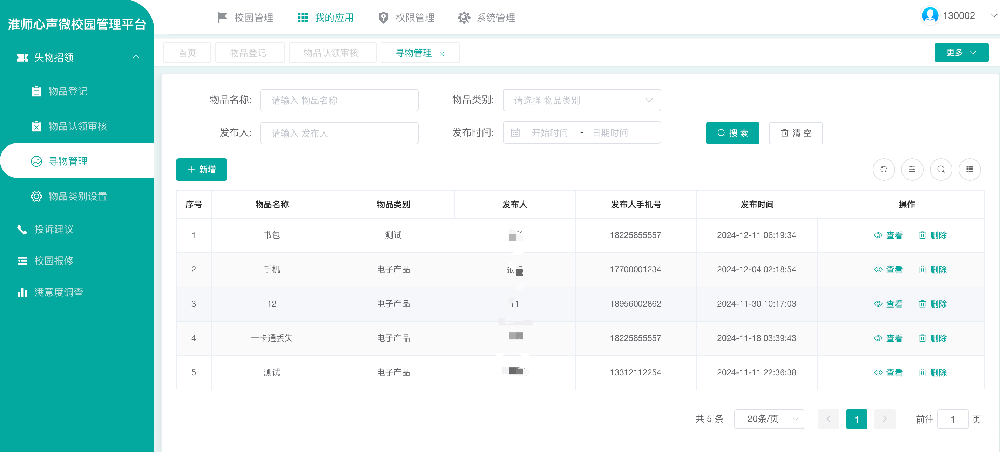 淮师心声微校园管理平台
校园管理 我的应用 权限管理 系统管理
130002
失物招领
物品登记
物品认领审核
寻物管理
物品类别设置
投诉建议
校园报修
满意度调查
首页 物品登记 物品认领审核 寻物管理 ×
更多
物品名称: 请输入 物品名称 物品类别: 请选择 物品类别
发布人: 请输入 发布人 发布时间: 开始时间 - 日期时间 搜索 清空
新增
序号 物品名称 物品类别 发布人 发布人手机号 发布时间 操作
1 书包 测试 18225855557 2024-12-11 06:19:34 查看 删除
2 手机 电子产品 张 17700001234 2024-12-04 02:18:54 查看 删除
3 12 电子产品 18956002862 2024-11-30 10:17:03 查看 删除
4 一卡通丢失 电子产品 18225855557 2024-11-18 03:39:43 查看 删除
5 测试 电子产品 13312112254 2024-11-11 22:36:38 查看 删除
共 5 条 20条/页 1 前往 1 页